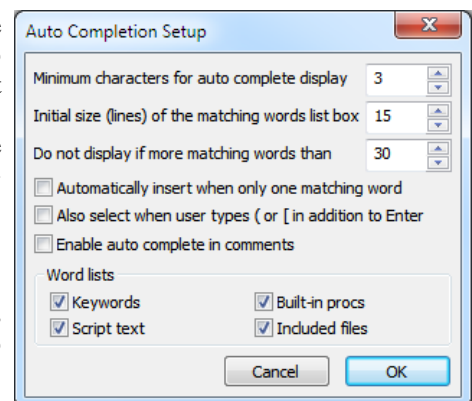 Auto Completion Setup
Minimum characters for auto complete display 3
Initial size (lines) of the matching words list box 15
Do not display if more matching words than 30
Automatically insert when only one matching word
Also select when user types ( or [ in addition to Enter
Enable auto complete in comments
Word lists
Keywords Built-in procs
Script text Included files
Cancel OK